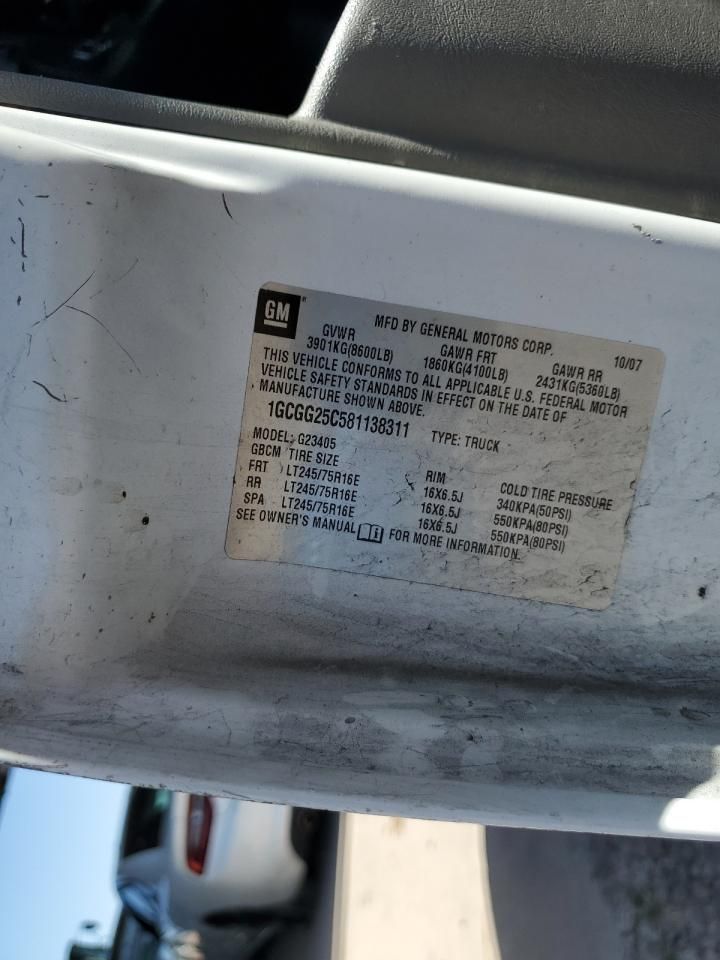 GM
MFD BY GENERAL MOTORS CORP. 10/07
GVWR GAWR FRT GAWR RR
3901KG(8600LB) 1860KG(4100LB) 2431KG(5360LB)
THIS VEHICLE CONFORMS TO ALL APPLICABLE U.S. FEDERAL MOTOR
VEHICLE SAFETY STANDARDS IN EFFECT ON THE DATE OF
MANUFACTURE SHOWN ABOVE.
1GCGG25C581138311 TYPE: TRUCK
MODEL: G23405
GBCM TIRE SIZE RIM COLD TIRE PRESSURE
FRT LT245/75R16E 16X6.5J 340KPA(50PSI)
RR LT245/75R16E 16X6.5J 550KPA(80PSI)
SPA LT245/75R16E 16X6.5J 550KPA(80PSI)
SEE OWNER'S MANUAL i FOR MORE INFORMATION